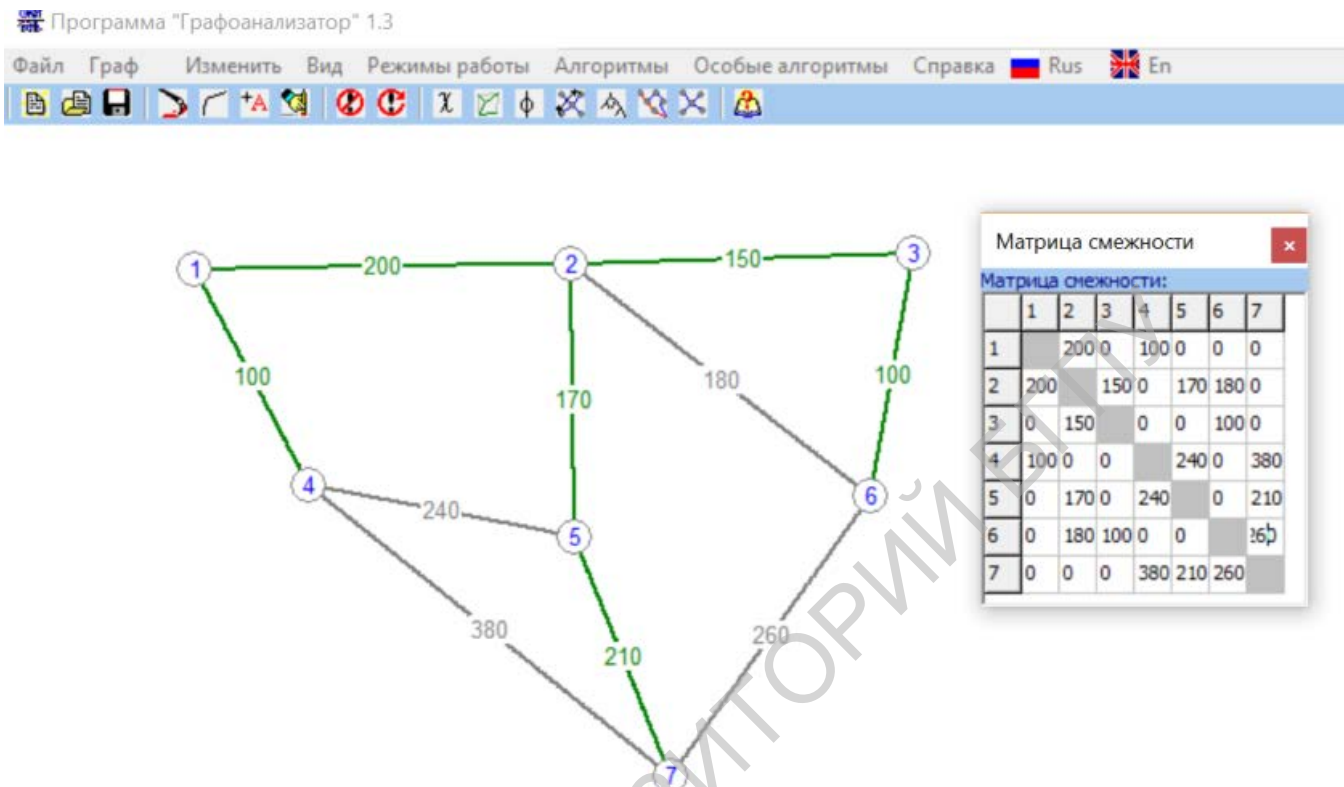 Программа "Графоанализатор" 1.3
Файл Граф Изменить Вид Режимы работы Алгоритмы Особые алгоритмы Справка Rus En
+A χ ϕ
1 200 2 150 3
100 170 180 100
4 240 5 6
380 210 260
7
Матрица смежности ×
Матрица смежности:
1 2 3 4 5 6 7
1 200 0 100 0 0 0
2 200 150 0 170 180 0
3 0 150 0 0 100 0
4 100 0 0 240 0 380
5 0 170 0 240 0 210
6 0 180 100 0 0 260
7 0 0 0 380 210 260
БГПУ